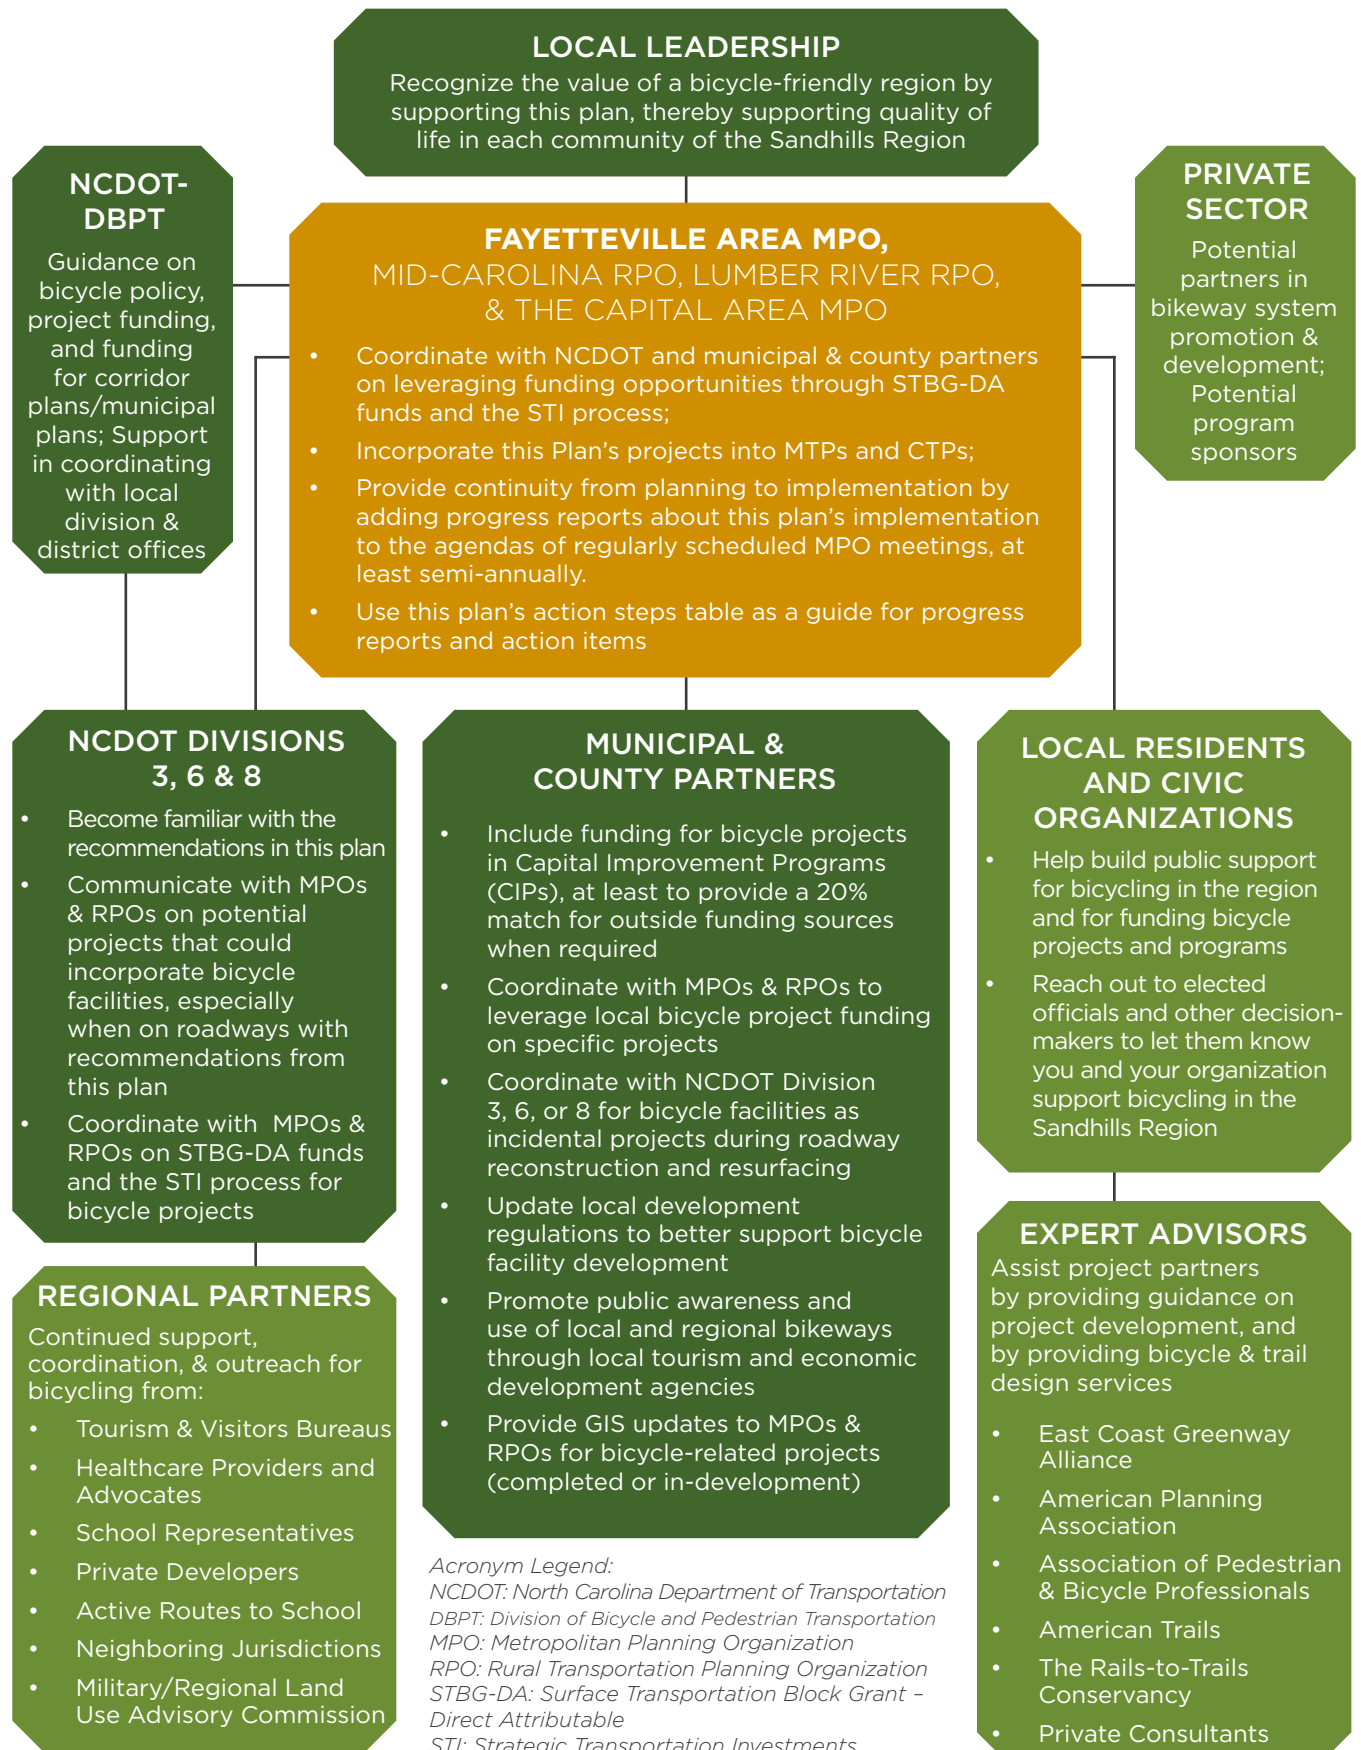 LOCAL LEADERSHIP
Recognize the value of a bicycle-friendly region by
supporting this plan, thereby supporting quality of
life in each community of the Sandhills Region
NCDOT-
DBPT
Guidance on
bicycle policy,
project funding,
and funding
for corridor
plans/municipal
plans; Support
in coordinating
with local
division &
district offices
FAYETTEVILLE AREA MPO,
MID-CAROLINA RPO, LUMBER RIVER RPO,
& THE CAPITAL AREA MPO
• Coordinate with NCDOT and municipal & county partners
on leveraging funding opportunities through STBG-DA
funds and the STI process;
• Incorporate this Plan's projects into MTPs and CTPs;
• Provide continuity from planning to implementation by
adding progress reports about this plan's implementation
to the agendas of regularly scheduled MPO meetings, at
least semi-annually.
• Use this plan's action steps table as a guide for progress
reports and action items
PRIVATE
SECTOR
Potential
partners in
bikeway system
promotion &
development;
Potential
program
sponsors
NCDOT DIVISIONS
3, 6 & 8
• Become familiar with the
recommendations in this plan
• Communicate with MPOs
& RPOs on potential
projects that could
incorporate bicycle
facilities, especially
when on roadways with
recommendations from
this plan
• Coordinate with MPOs &
RPOs on STBG-DA funds
and the STI process for
bicycle projects
MUNICIPAL &
COUNTY PARTNERS
• Include funding for bicycle projects
in Capital Improvement Programs
(CIPs), at least to provide a 20%
match for outside funding sources
when required
• Coordinate with MPOs & RPOs to
leverage local bicycle project funding
on specific projects
• Coordinate with NCDOT Division
3, 6, or 8 for bicycle facilities as
incidental projects during roadway
reconstruction and resurfacing
• Update local development
regulations to better support bicycle
facility development
• Promote public awareness and
use of local and regional bikeways
through local tourism and economic
development agencies
• Provide GIS updates to MPOs &
RPOs for bicycle-related projects
(completed or in-development)
LOCAL RESIDENTS
AND CIVIC
ORGANIZATIONS
• Help build public support
for bicycling in the region
and for funding bicycle
projects and programs
• Reach out to elected
officials and other decision-
makers to let them know
you and your organization
support bicycling in the
Sandhills Region
REGIONAL PARTNERS
Continued support,
coordination, & outreach for
bicycling from:
• Tourism & Visitors Bureaus
• Healthcare Providers and
Advocates
• School Representatives
• Private Developers
• Active Routes to School
• Neighboring Jurisdictions
• Military/Regional Land
Use Advisory Commission
EXPERT ADVISORS
Assist project partners
by providing guidance on
project development, and
by providing bicycle & trail
design services
• East Coast Greenway
Alliance
• American Planning
Association
• Association of Pedestrian
& Bicycle Professionals
• American Trails
• The Rails-to-Trails
Conservancy
• Private Consultants
Acronym Legend:
NCDOT: North Carolina Department of Transportation
DBPT: Division of Bicycle and Pedestrian Transportation
MPO: Metropolitan Planning Organization
RPO: Rural Transportation Planning Organization
STBG-DA: Surface Transportation Block Grant –
Direct Attributable
STI: Strategic Transportation Investments